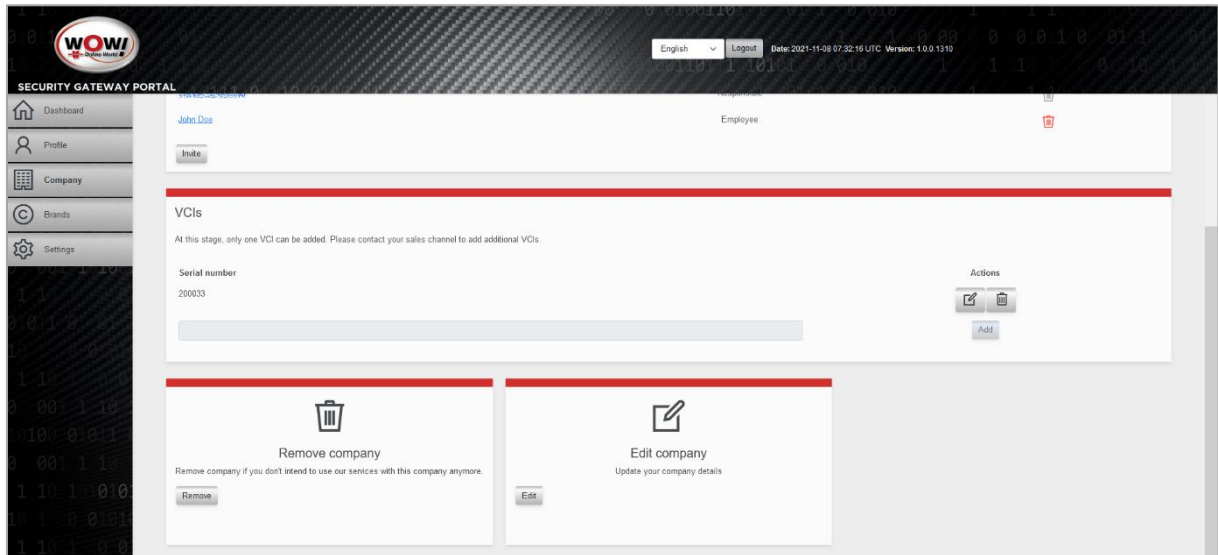 WOW!
Online World
English
Logout
Date: 2021-11-08 07:32:16 UTC Version: 1.0.0.1310
SECURITY GATEWAY PORTAL
Dashboard
John Doe
Employee
Profile
Invite
Company
Brands
VCIs
At this stage, only one VCI can be added. Please contact your sales channel to add additional VCIs.
Settings
Serial number
Actions
200033
Add
Remove company
Edit company
Remove company if you don't intend to use our services with this company anymore.
Update your company details
Remove
Edit